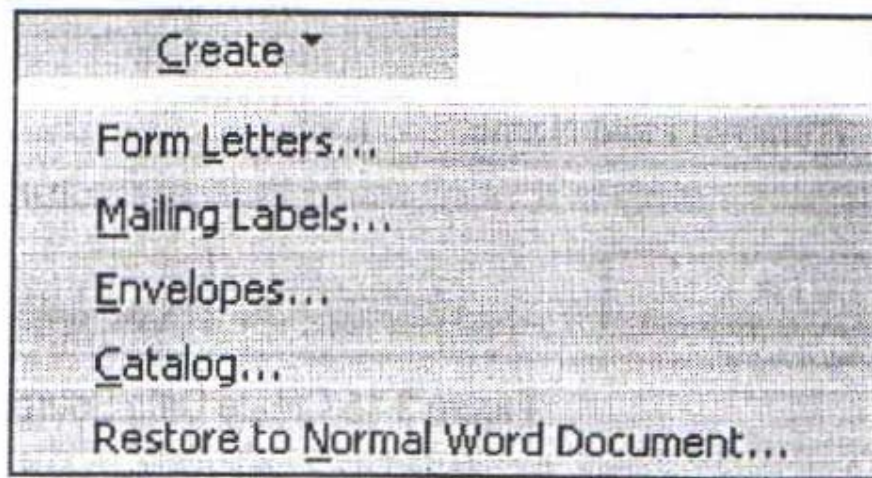 Create
Form Letters...
Mailing Labels...
Envelopes...
Catalog...
Restore to Normal Word Document...